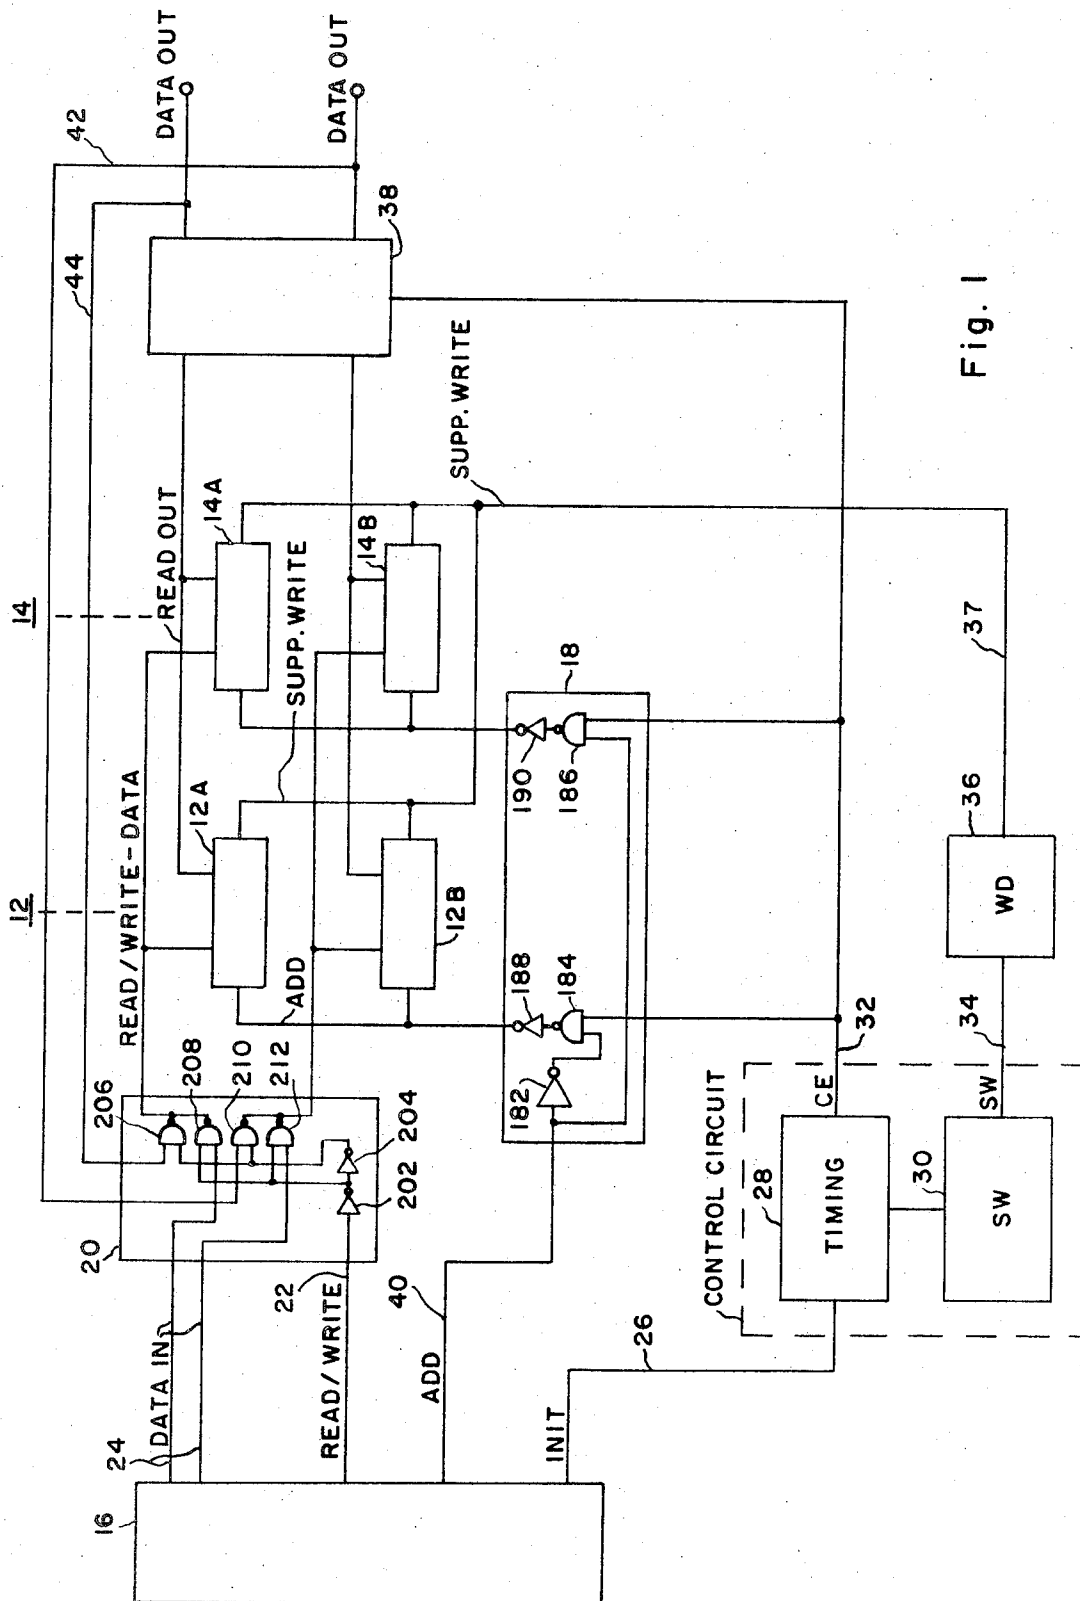 16
24
DATA IN
20
206
208
210
212
204
202
22
READ/WRITE
40
ADD
INIT
26
12
READ/WRITE-DATA
12A
ADD
12B
SUPP. WRITE
14
READ OUT
14A
14B
SUPP. WRITE
44
42
DATA OUT
DATA OUT
38
18
182
188
184
190
186
CONTROL CIRCUIT
28
TIMING
CE
32
30
SW
SW
34
36
WD
37
Fig. 1